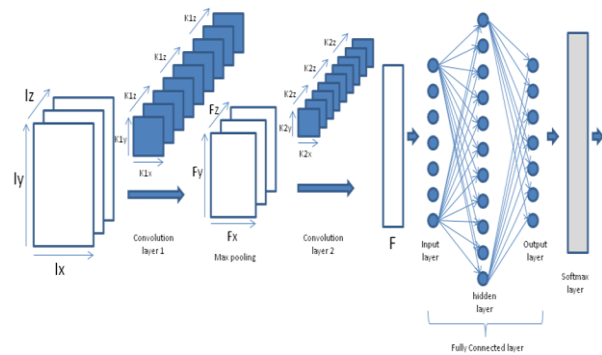 Iz
Iy
Ix
K1z
K1z
K1z
K1z
K1y
K1x
Convolution
layer 1
Fz
Fy
Fx
Max pooling
K2z
K2z
K2z
K2z
K2y
K2x
Convolution
layer 2
F
Input
layer
hidden
layer
Output
layer
Fully Connected layer
Softmax
layer